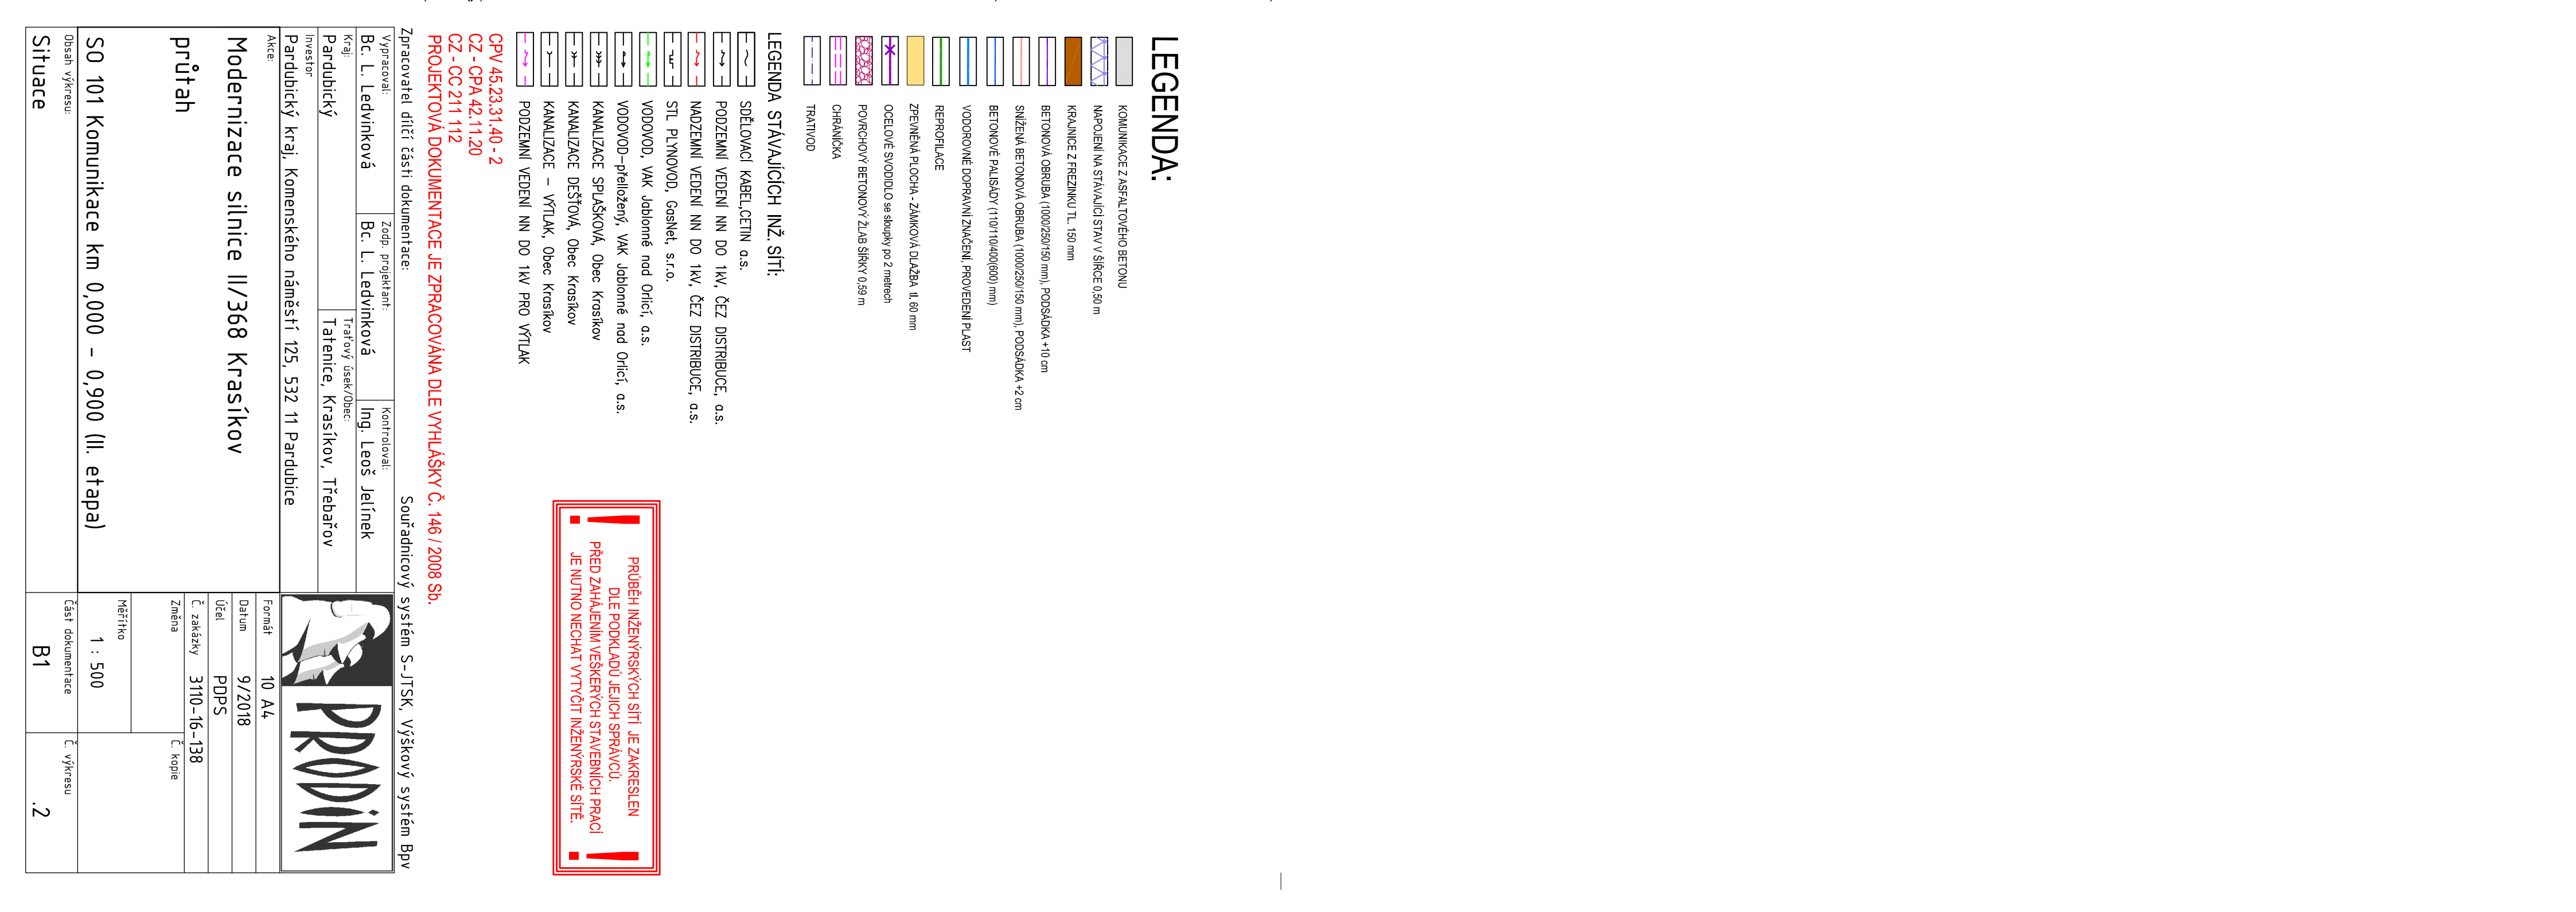 LEGENDA:
KOMUNIKACE Z ASFALTOVÉHO BETONU
NAPOJENÍ NA STÁVAJÍCÍ STAV V ŠÍŘCE 0,50 m
KRAJNICE Z FREZINKU TL. 150 mm
BETONOVÁ OBRUBA (1000/250/150 mm), PODSÁDKA +10 cm
SNÍŽENÁ BETONOVÁ OBRUBA (1000/250/150 mm), PODSÁDKA +2 cm
BETONOVÉ PALISÁDY (110/110/400(600) mm)
VODOROVNÉ DOPRAVNÍ ZNAČENÍ, PROVEDENÍ PLAST
REPROFILACE
ZPEVNĚNÁ PLOCHA - ZÁMKOVÁ DLAŽBA tl. 60 mm
OCELOVÉ SVODIDLO se sloupky po 2 metrech
POVRCHOVÝ BETONOVÝ ŽLAB ŠÍŘKY 0,59 m
CHRÁNÍČKA
TRATIVOD
LEGENDA STÁVAJÍCÍCH INŽ. SÍTÍ:
SDĚLOVACÍ KABEL,CETIN a.s.
PODZEMNÍ VEDENÍ NN DO 1kV, ČEZ DISTRIBUCE, a.s.
NADZEMNÍ VEDENÍ NN DO 1kV, ČEZ DISTRIBUCE, a.s.
STL PLYNOVOD, GasNet, s.r.o.
VODOVOD, VAK Jablonné nad Orlicí, a.s.
VODOVOD-přeložený, VAK Jablonné nad Orlicí, a.s.
KANALIZACE SPLAŠKOVÁ, Obec Krasíkov
KANALIZACE DEŠŤOVÁ, Obec Krasíkov
KANALIZACE - VÝTLAK, Obec Krasíkov
PODZEMNÍ VEDENÍ NN DO 1kV PRO VÝTLAK
!
PRŮBĚH INŽENÝRSKÝCH SÍTÍ JE ZAKRESLEN
DLE PODKLADŮ JEJICH SPRÁVCŮ.
PŘED ZAHÁJENÍM VEŠKERÝCH STAVEBNÍCH PRACÍ
JE NUTNO NECHAT VYTYČIT INŽENÝRSKÉ SÍTĚ.
!
CPV 45.23.31.40 - 2
CZ - CPA 42.11.20
CZ - CC 211 112
PROJEKTOVÁ DOKUMENTACE JE ZPRACOVÁNA DLE VYHLÁŠKY Č. 146 / 2008 Sb.
Zpracovatel dílčí části dokumentace:
Souřadnicový systém S-JTSK, Výškový systém Bpv
Vypracoval:
Bc. L. Ledvinková
Zodp. projektant:
Bc. L. Ledvinková
Kontroloval:
Ing. Leoš Jelínek
Kraj:
Pardubický
Traťový úsek/Obec:
Tatenice, Krasíkov, Třebařov
Investor
Pardubický kraj, Komenského náměstí 125, 532 11 Pardubice
PRODIN
Akce:
Modernizace silnice II/368 Krasíkov
průtah
SO 101 Komunikace km 0,000 - 0,900 (II. etapa)
Formát 10 A4
Datum 9/2018
Účel PDPS
Č. zakázky 3110-16-138
Změna
Č. kopie
Měřítko
1 : 500
Obsah výkresu:
Situace
Část dokumentace
B1
Č. výkresu
.2